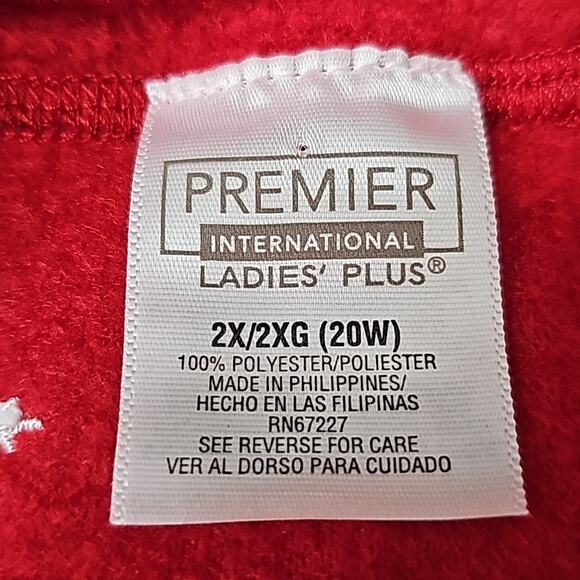 PREMIER
INTERNATIONAL
LADIES' PLUS®
2X/2XG (20W)
100% POLYESTER/POLIESTER
MADE IN PHILIPPINES/
HECHO EN LAS FILIPINAS
RN67227
SEE REVERSE FOR CARE
VER AL DORSO PARA CUIDADO